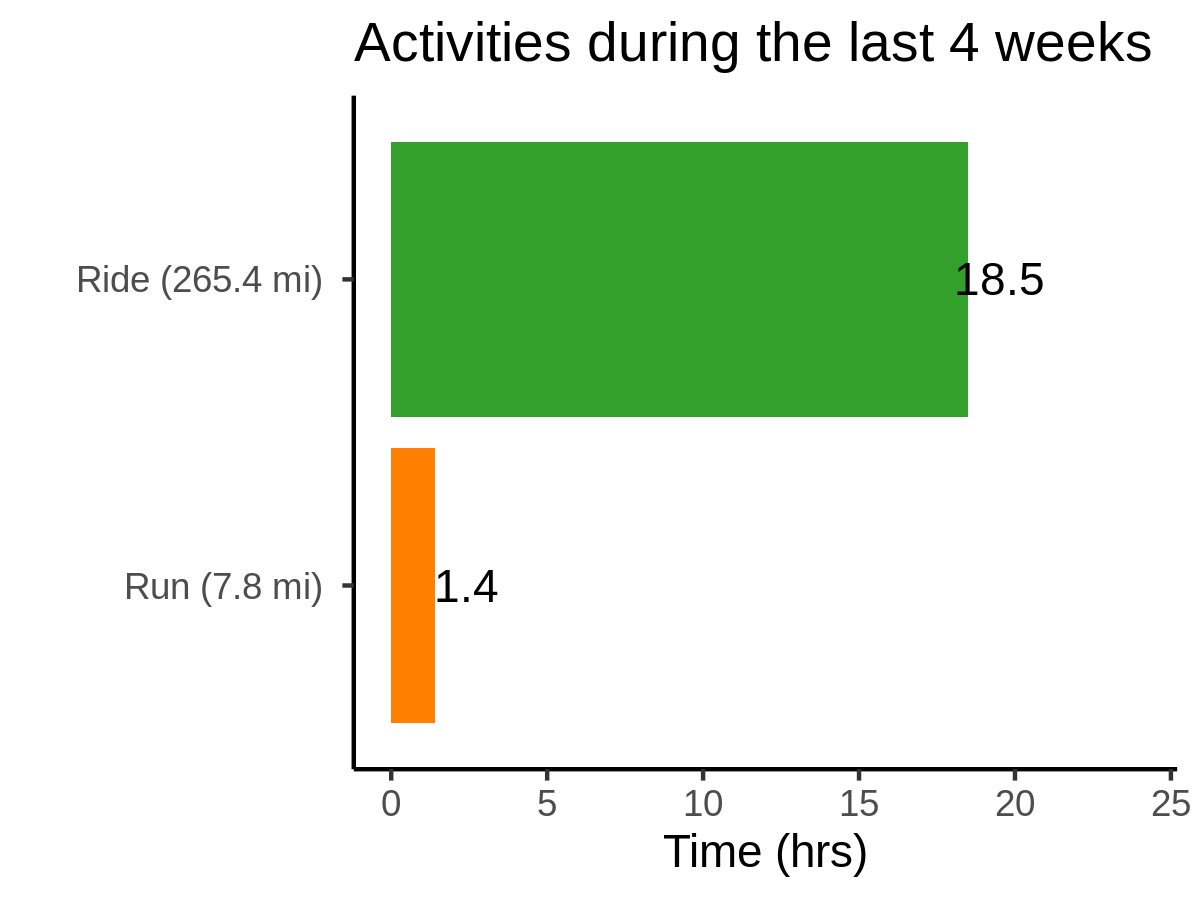 Activities during the last 4 weeks
Ride (265.4 mi)
18.5
Run (7.8 mi)
1.4
0 5 10 15 20 25
Time (hrs)